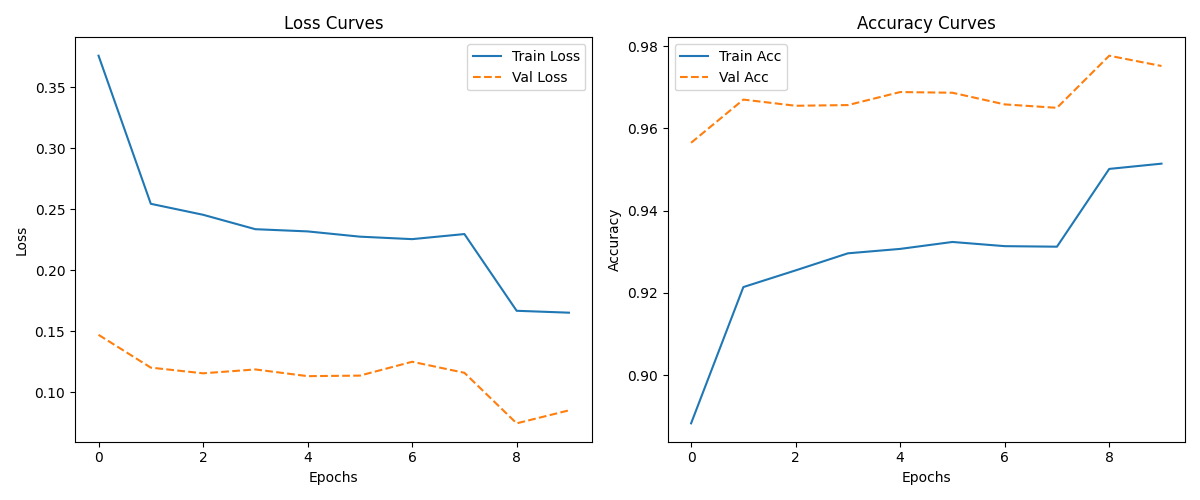 Loss Curves
Train Loss
Val Loss
0.35
0.30
0.25
0.20
0.15
0.10
Loss
0 2 4 6 8
Epochs
Accuracy Curves
Train Acc
Val Acc
0.98
0.96
0.94
0.92
0.90
Accuracy
0 2 4 6 8
Epochs